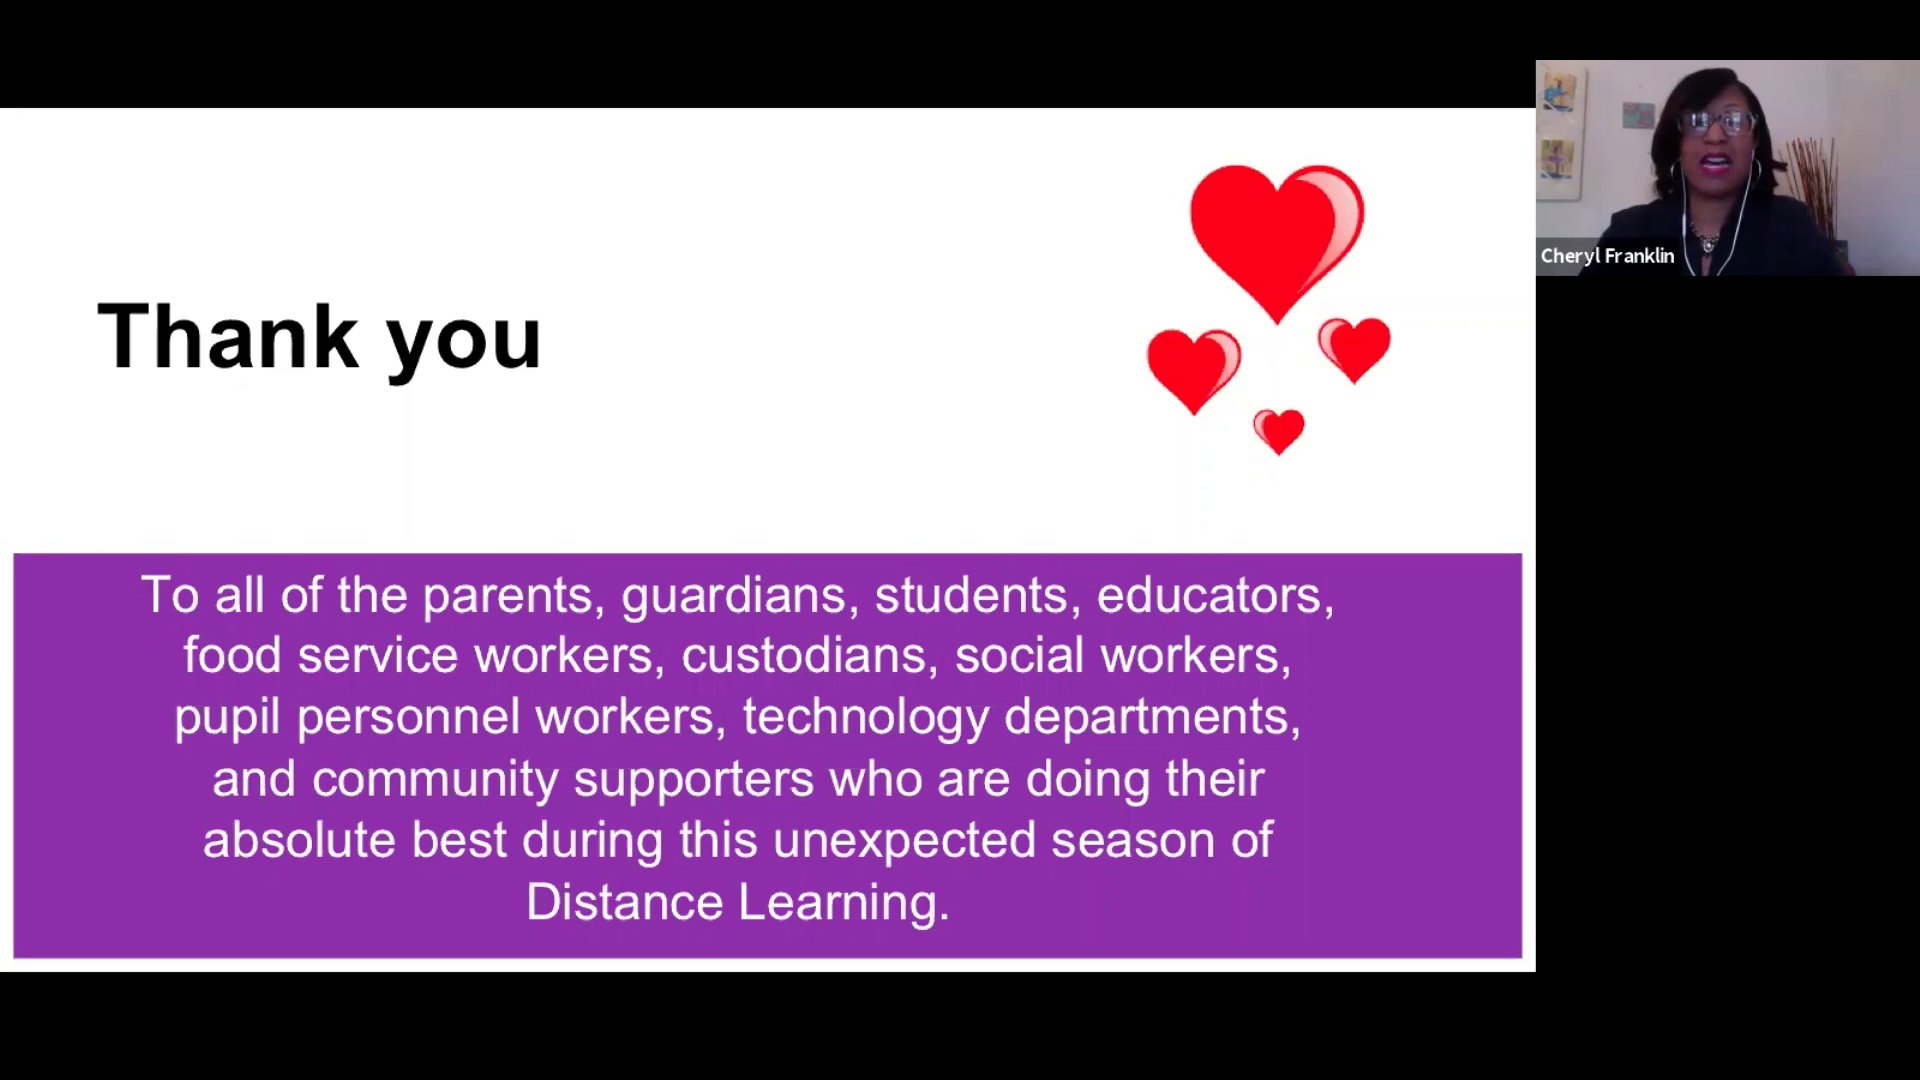 Thank you
To all of the parents, guardians, students, educators,
food service workers, custodians, social workers,
pupil personnel workers, technology departments,
and community supporters who are doing their
absolute best during this unexpected season of
Distance Learning.
Cheryl Franklin